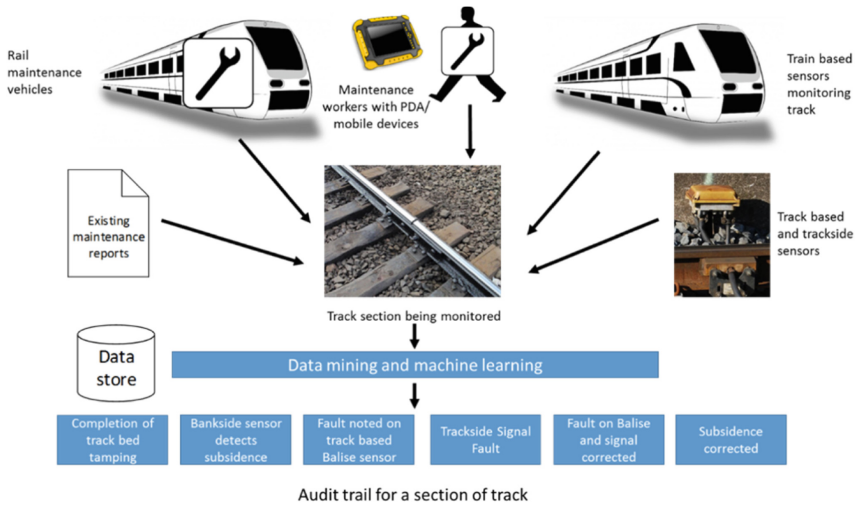 Rail
maintenance
vehicles
Maintenance
workers with PDA/
mobile devices
Train based
sensors
monitoring
track
Existing
maintenance
reports
Track based
and trackside
sensors
Track section being monitored
Data
store
Data mining and machine learning
Completion of
track bed
tamping
Bankside sensor
detects
subsidence
Fault noted on
track based
Balise sensor
Trackside Signal
Fault
Fault on Balise
and signal
corrected
Subsidence
corrected
Audit trail for a section of track